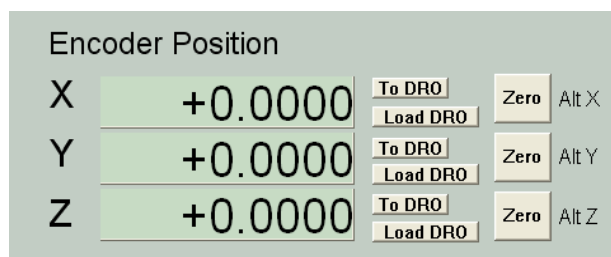 Encoder Position
X +0.0000 To DRO Load DRO Zero Alt X
Y +0.0000 To DRO Load DRO Zero Alt Y
Z +0.0000 To DRO Load DRO Zero Alt Z